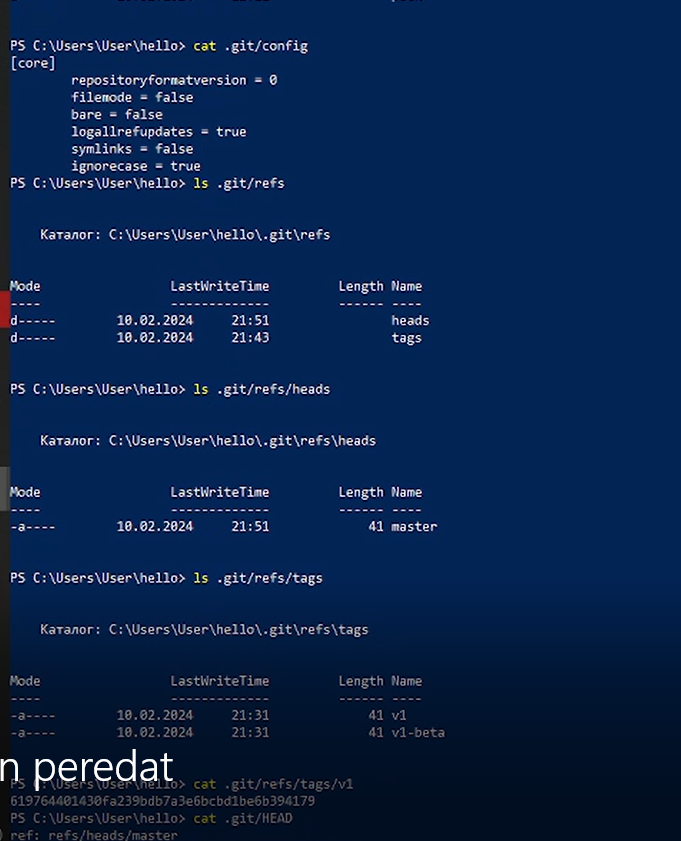 PS C:\Users\User\hello> cat .git/config
[core]
        repositoryformatversion = 0
        filemode = false
        bare = false
        logallrefupdates = true
        symlinks = false
        ignorecase = true
PS C:\Users\User\hello> ls .git/refs
    Каталог: C:\Users\User\hello\.git\refs
Mode                 LastWriteTime         Length Name
----                 -------------         ------ ----
d-----        10.02.2024     21:51                heads
d-----        10.02.2024     21:43                tags
PS C:\Users\User\hello> ls .git/refs/heads
    Каталог: C:\Users\User\hello\.git\refs\heads
Mode                 LastWriteTime         Length Name
----                 -------------         ------ ----
-a----        10.02.2024     21:51             41 master
PS C:\Users\User\hello> ls .git/refs/tags
    Каталог: C:\Users\User\hello\.git\refs\tags
Mode                 LastWriteTime         Length Name
----                 -------------         ------ ----
-a----        10.02.2024     21:31             41 v1
-a----        10.02.2024     21:31             41 v1-beta
n peredat
PS C:\Users\User\hello> cat .git/refs/tags/v1
619764401430fa239bdb7a3e6bcbd1be6b394179
PS C:\Users\User\hello> cat .git/HEAD
ref: refs/heads/master